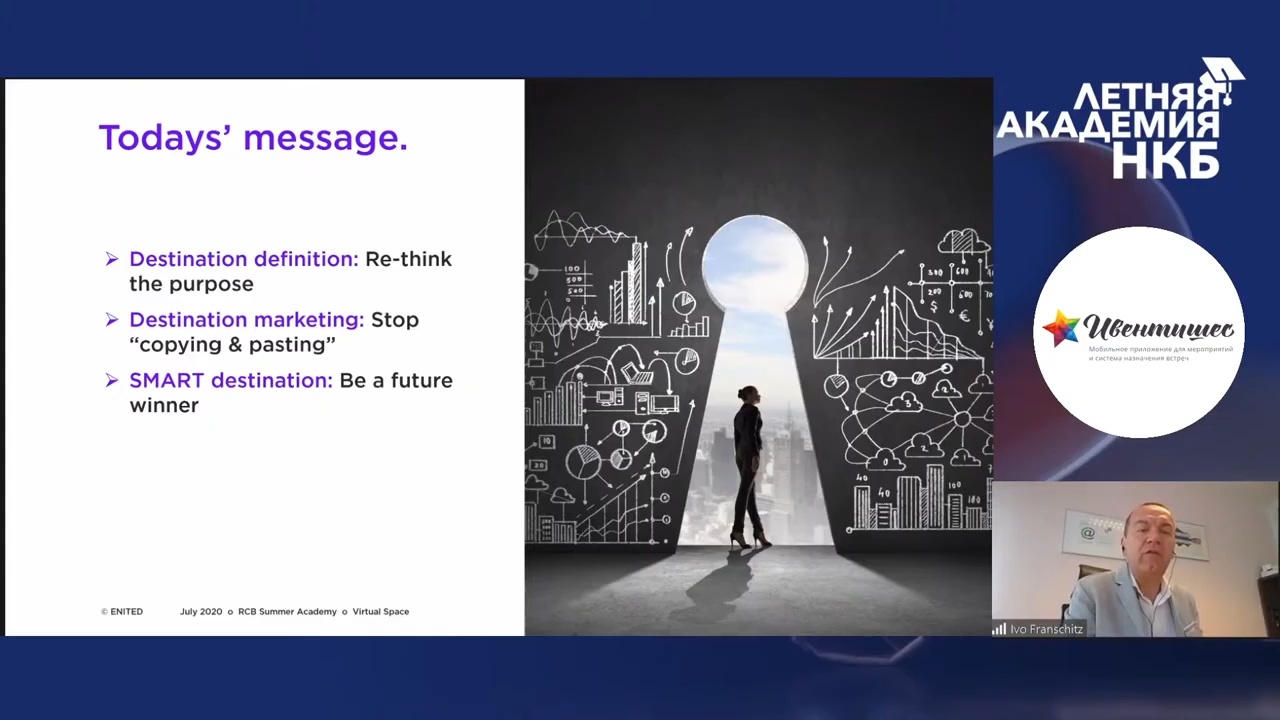 Todays’ message.
Destination definition: Re-think
the purpose
Destination marketing: Stop
“copying & pasting”
SMART destination: Be a future
winner
© ENITED July 2020 o RCB Summer Academy o Virtual Space
ЛЕТНЯЯ
АКАДЕМИЯ
НКБ
Ивентишес
Мобильное приложение для мероприятий
и система назначения встреч
Ivo Franschitz